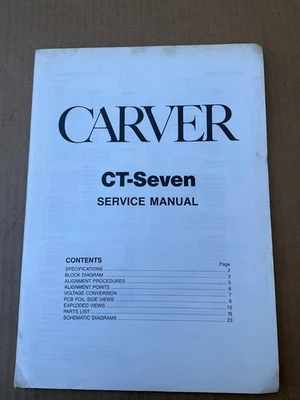 CARVER
CT-Seven
SERVICE MANUAL
CONTENTS
Page
SPECIFICATIONS 2
BLOCK DIAGRAM 3
ALIGNMENT PROCEDURES 5
ALIGNMENT POINTS 6
VOLTAGE CONVERSION 7
PCB FOIL SIDE VIEWS 8
EXPLODED VIEWS 13
PARTS LIST 16
SCHEMATIC DIAGRAMS 23